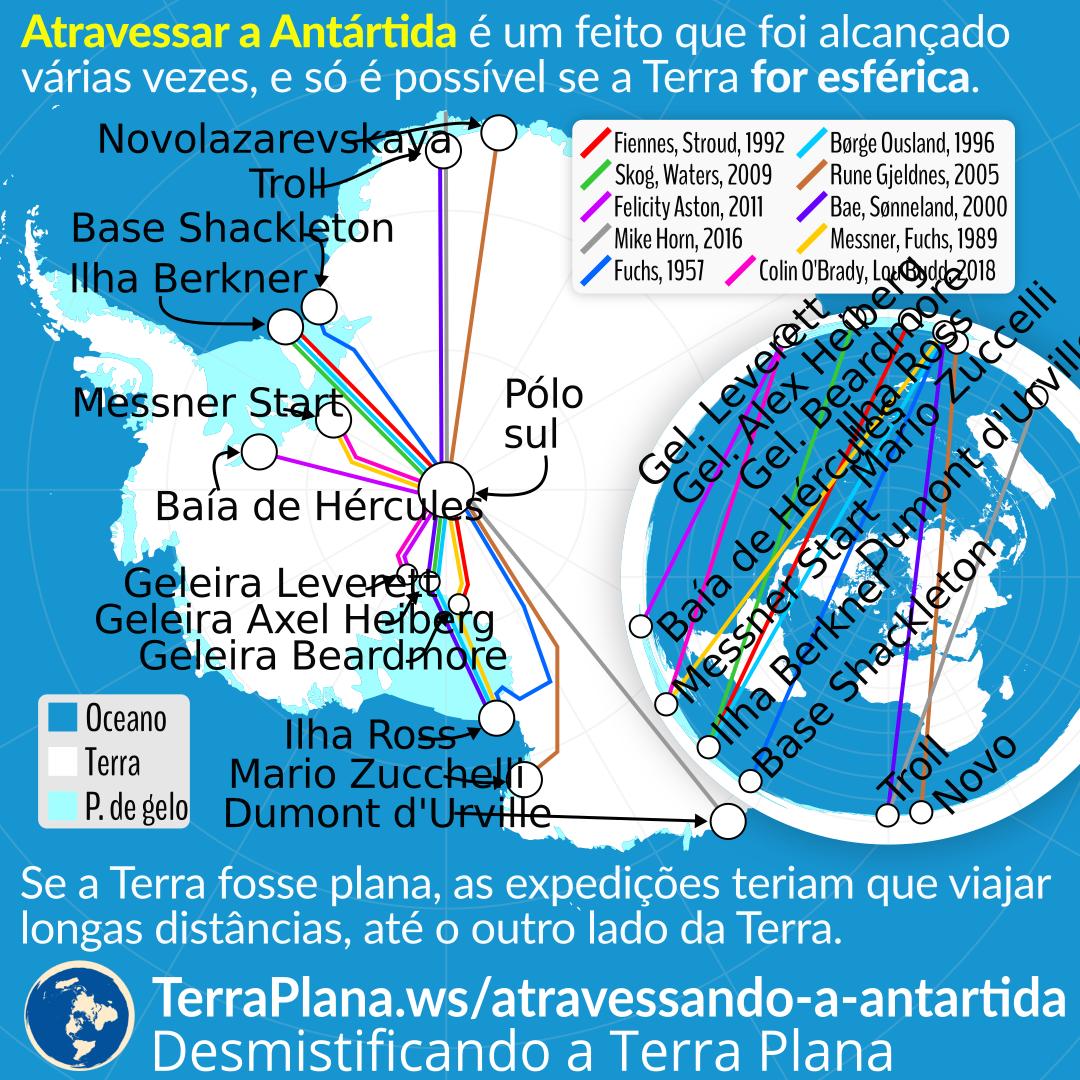 Atravessar a Antártida é um feito que foi alcançado
várias vezes, e só é possível se a Terra for esférica.
Novolazarevskaya
Troll
Base Shackleton
Ilha Berkner
Messner Start
Baía de Hércules
Pólo
sul
Geleira Leverett
Geleira Axel Heiberg
Geleira Beardmore
Ilha Ross
Mario Zucchelli
Dumont d'Urville
Fiennes, Stroud, 1992
Børge Ousland, 1996
Skog, Waters, 2009
Rune Gjeldnes, 2005
Felicity Aston, 2011
Bae, Sønneland, 2000
Mike Horn, 2016
Messner, Fuchs, 1989
Fuchs, 1957
Colin O'Brady, Lou Rudd, 2018
Gel. Leverett
Gel. Alex Heiberg
Gel. Beardmore
Ilha Ross
Mario Zuccelli
Dumont d'Urville
Baía de Hércules
Messner Start
Ilha Berkner
Base Shackleton
Troll
Novo
Oceano
Terra
P. de gelo
Se a Terra fosse plana, as expedições teriam que viajar
longas distâncias, até o outro lado da Terra.
TerraPlana.ws/atravessando-a-antartida
Desmistificando a Terra Plana